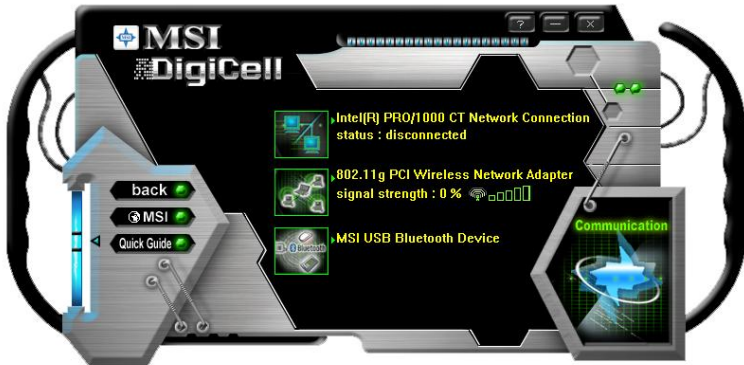 MSI
DigiCell
Intel(R) PRO/1000 CT Network Connection
status : disconnected
802.11g PCI Wireless Network Adapter
signal strength : 0 %
MSI USB Bluetooth Device
Bluetooth
back
MSI
Quick Guide
Communication